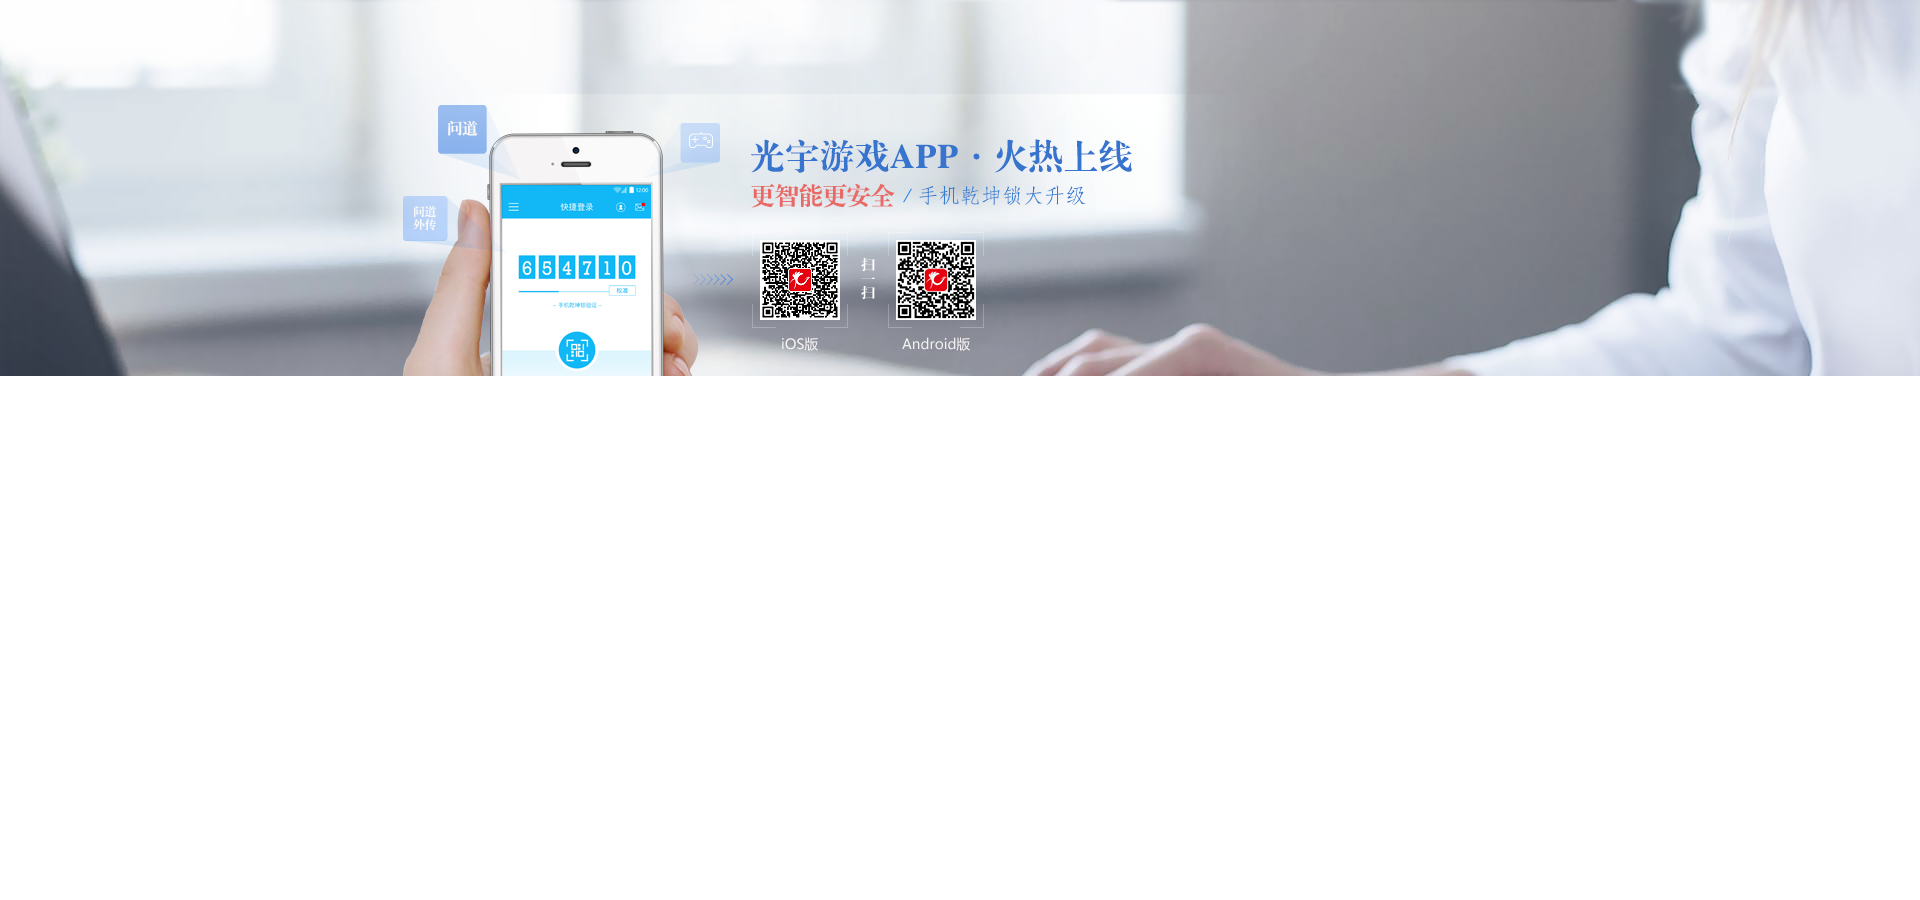 问道
光宇游戏APP · 火热上线
更智能更安全 / 手机乾坤锁大升级
问道
外传
12:00
快捷登录
654710
校准
- 手机乾坤锁验证 -
扫一扫
iOS版
Android版